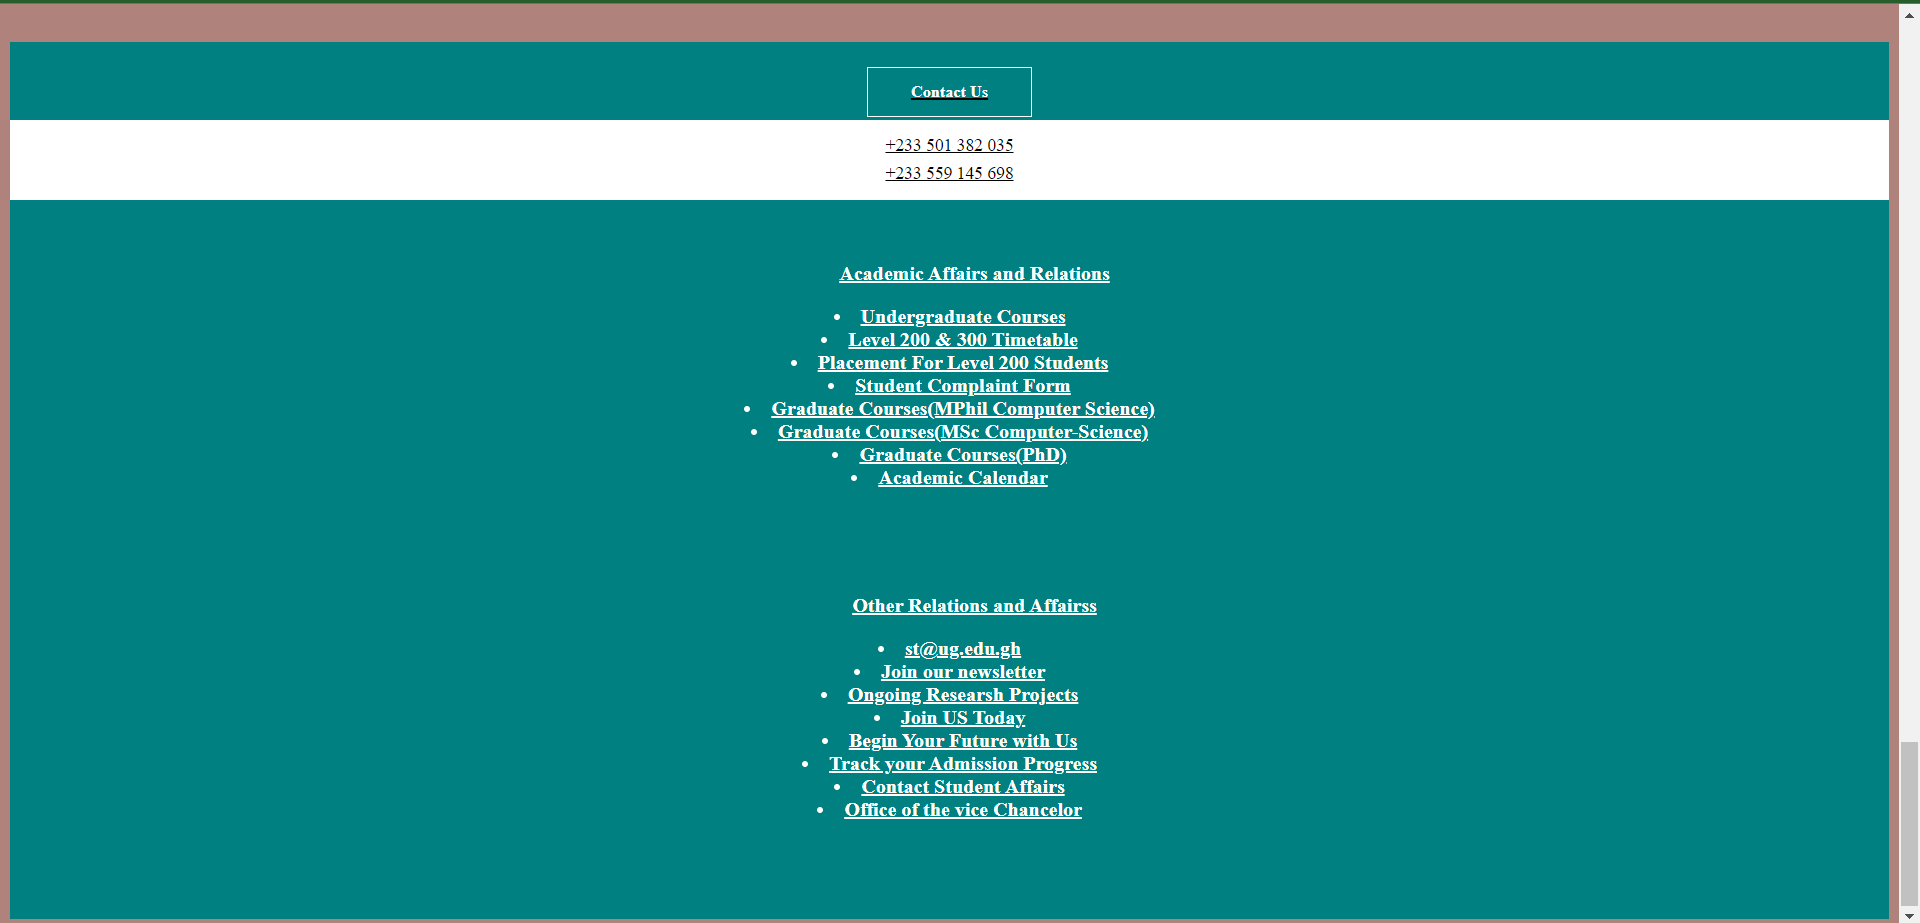 Contact Us
+233 501 382 035
+233 559 145 698
Academic Affairs and Relations
• Undergraduate Courses
• Level 200 & 300 Timetable
• Placement For Level 200 Students
• Student Complaint Form
• Graduate Courses(MPhil Computer Science)
• Graduate Courses(MSc Computer-Science)
• Graduate Courses(PhD)
• Academic Calendar
Other Relations and Affairss
• st@ug.edu.gh
• Join our newsletter
• Ongoing Researsh Projects
• Join US Today
• Begin Your Future with Us
• Track your Admission Progress
• Contact Student Affairs
• Office of the vice Chancelor